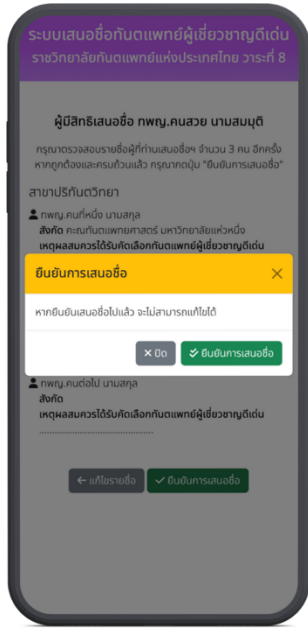 ระบบเสนอชื่อทันตแพทย์ผู้เชี่ยวชาญดีเด่น
ราชวิทยาลัยทันตแพทย์แห่งประเทศไทย วาระที่ 8
ผู้มีสิทธิเสนอชื่อ ทพญ.คนสวย นามสมมุติ
กรุณาตรวจสอบรายชื่อผู้ที่ท่านเสนอชื่อฯ จำนวน 3 คน อีกครั้ง
หากถูกต้องและครบถ้วนแล้ว กรุณากดปุ่ม "ยืนยันการเสนอชื่อ"
สาขาปริทันตวิทยา
ทพญ.คนที่หนึ่ง นามสกุล
สังกัด คณะทันตแพทยศาสตร์ มหาวิทยาลัยแห่งหนึ่ง
เหตุผลสมควรได้รับคัดเลือกทันตแพทย์ผู้เชี่ยวชาญดีเด่น
ยืนยันการเสนอชื่อ
หากยืนยันเสนอชื่อไปแล้ว จะไม่สามารถแก้ไขได้
ปิด ยืนยันการเสนอชื่อ
ทพญ.คนต่อไป นามสกุล
สังกัด
เหตุผลสมควรได้รับคัดเลือกทันตแพทย์ผู้เชี่ยวชาญดีเด่น
................................................
แก้ไขรายชื่อ ยืนยันการเสนอชื่อ